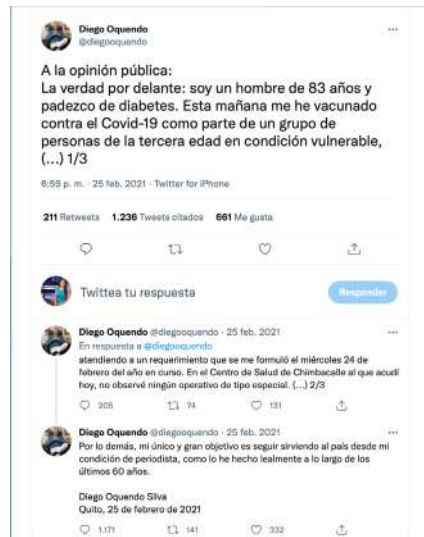 Diego Oquendo
@diegooquendo
A la opinión pública:
La verdad por delante: soy un hombre de 83 años y
padezco de diabetes. Esta mañana me he vacunado
contra el Covid-19 como parte de un grupo de
personas de la tercera edad en condición vulnerable,
(...) 1/3
6:59 p. m. · 25 feb. 2021 · Twitter for iPhone
211 Retweets 1.236 Tweets citados 661 Me gusta
Twittea tu respuesta
Responder
Diego Oquendo @diegooquendo · 25 feb. 2021
En respuesta a @diegooquendo
atendiendo a un requerimiento que se me formuló el miércoles 24 de
febrero del año en curso. En el Centro de Salud de Chimbacalle al que acudí
hoy, no observé ningún operativo de tipo especial. (...) 2/3
205 74 131
Diego Oquendo @diegooquendo · 25 feb. 2021
Por lo demás, mi único y gran objetivo es seguir sirviendo al país desde mi
condición de periodista, como lo he hecho lealmente a lo largo de los
últimos 60 años.
Diego Oquendo Silva
Quito, 25 de febrero de 2021
1.171 141 332